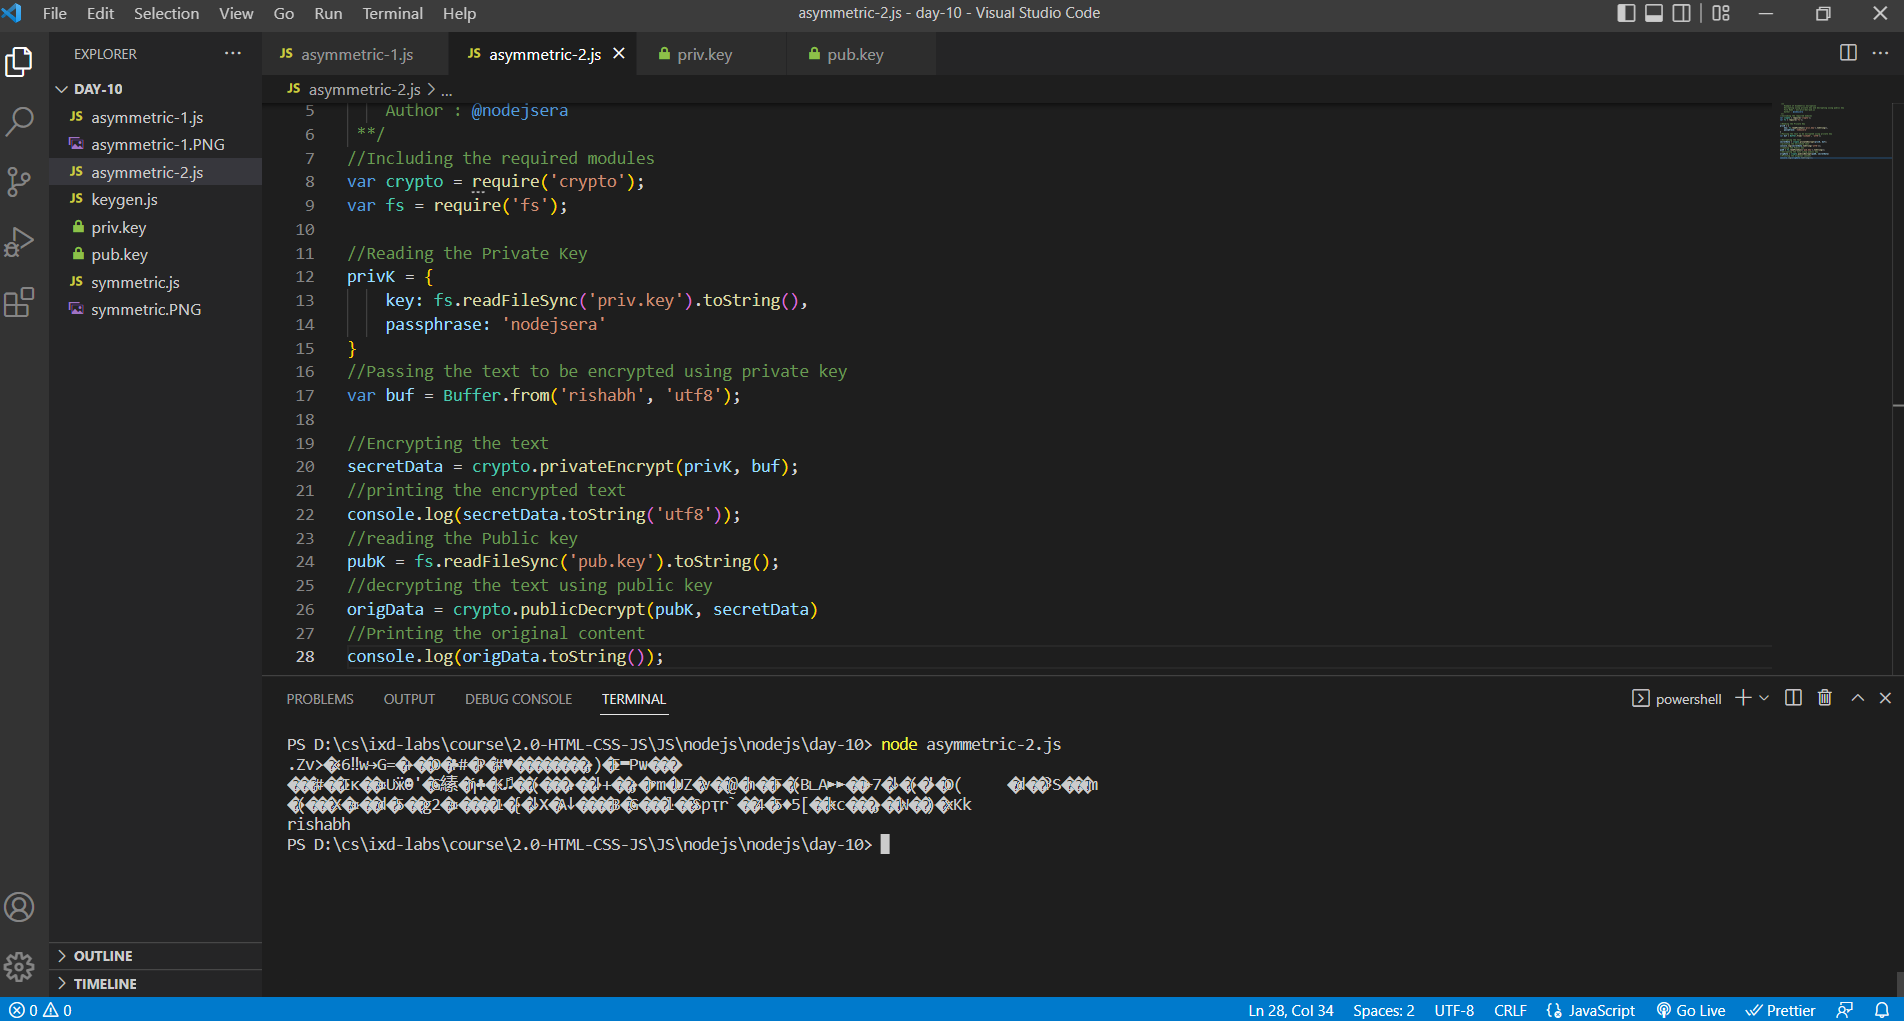 File Edit Selection View Go Run Terminal Help
asymmetric-2.js - day-10 - Visual Studio Code
EXPLORER
DAY-10
JS asymmetric-1.js
asymmetric-1.PNG
JS asymmetric-2.js
JS keygen.js
priv.key
pub.key
JS symmetric.js
symmetric.PNG
OUTLINE
TIMELINE
JS asymmetric-1.js JS asymmetric-2.js priv.key pub.key
JS asymmetric-2.js > ...
5 Author : @nodejsera
6 **/
7 //Including the required modules
8 var crypto = require('crypto');
9 var fs = require('fs');
10
11 //Reading the Private Key
12 privK = {
13 key: fs.readFileSync('priv.key').toString(),
14 passphrase: 'nodejsera'
15 }
16 //Passing the text to be encrypted using private key
17 var buf = Buffer.from('rishabh', 'utf8');
18
19 //Encrypting the text
20 secretData = crypto.privateEncrypt(privK, buf);
21 //printing the encrypted text
22 console.log(secretData.toString('utf8'));
23 //reading the Public key
24 pubK = fs.readFileSync('pub.key').toString();
25 //decrypting the text using public key
26 origData = crypto.publicDecrypt(pubK, secretData)
27 //Printing the original content
28 console.log(origData.toString());
PROBLEMS OUTPUT DEBUG CONSOLE TERMINAL
powershell
PS D:\cs\ixd-labs\course\2.0-HTML-CSS-JS\JS\nodejs\nodejs\day-10> node asymmetric-2.js
rishabh
PS D:\cs\ixd-labs\course\2.0-HTML-CSS-JS\JS\nodejs\nodejs\day-10>
0 0
Ln 28, Col 34 Spaces: 2 UTF-8 CRLF JavaScript Go Live Prettier